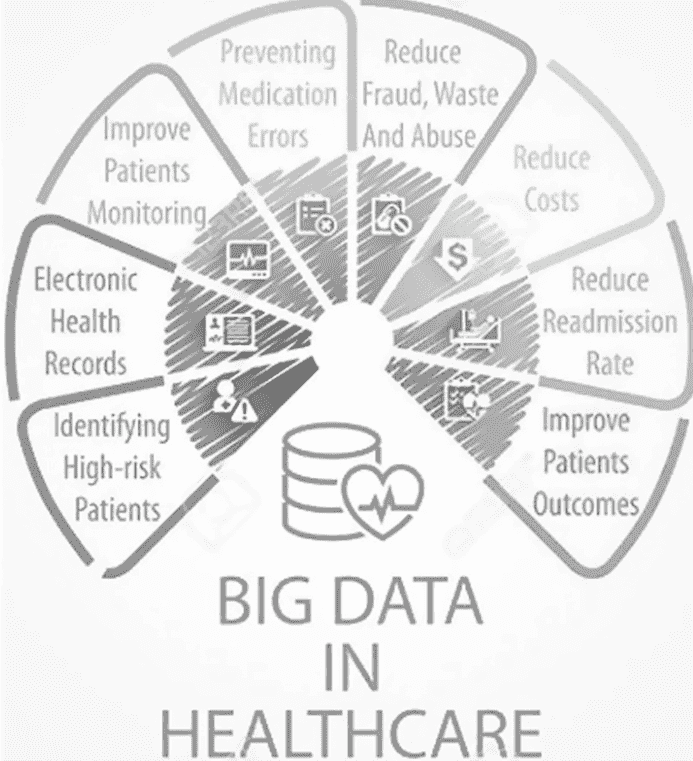 Identifying
High-risk
Patients
Electronic
Health
Records
Improve
Patients
Monitoring
Preventing
Medication
Errors
Reduce
Fraud, Waste
And Abuse
Reduce
Costs
$
Reduce
Readmission
Rate
Improve
Patients
Outcomes
BIG DATA
IN
HEALTHCARE